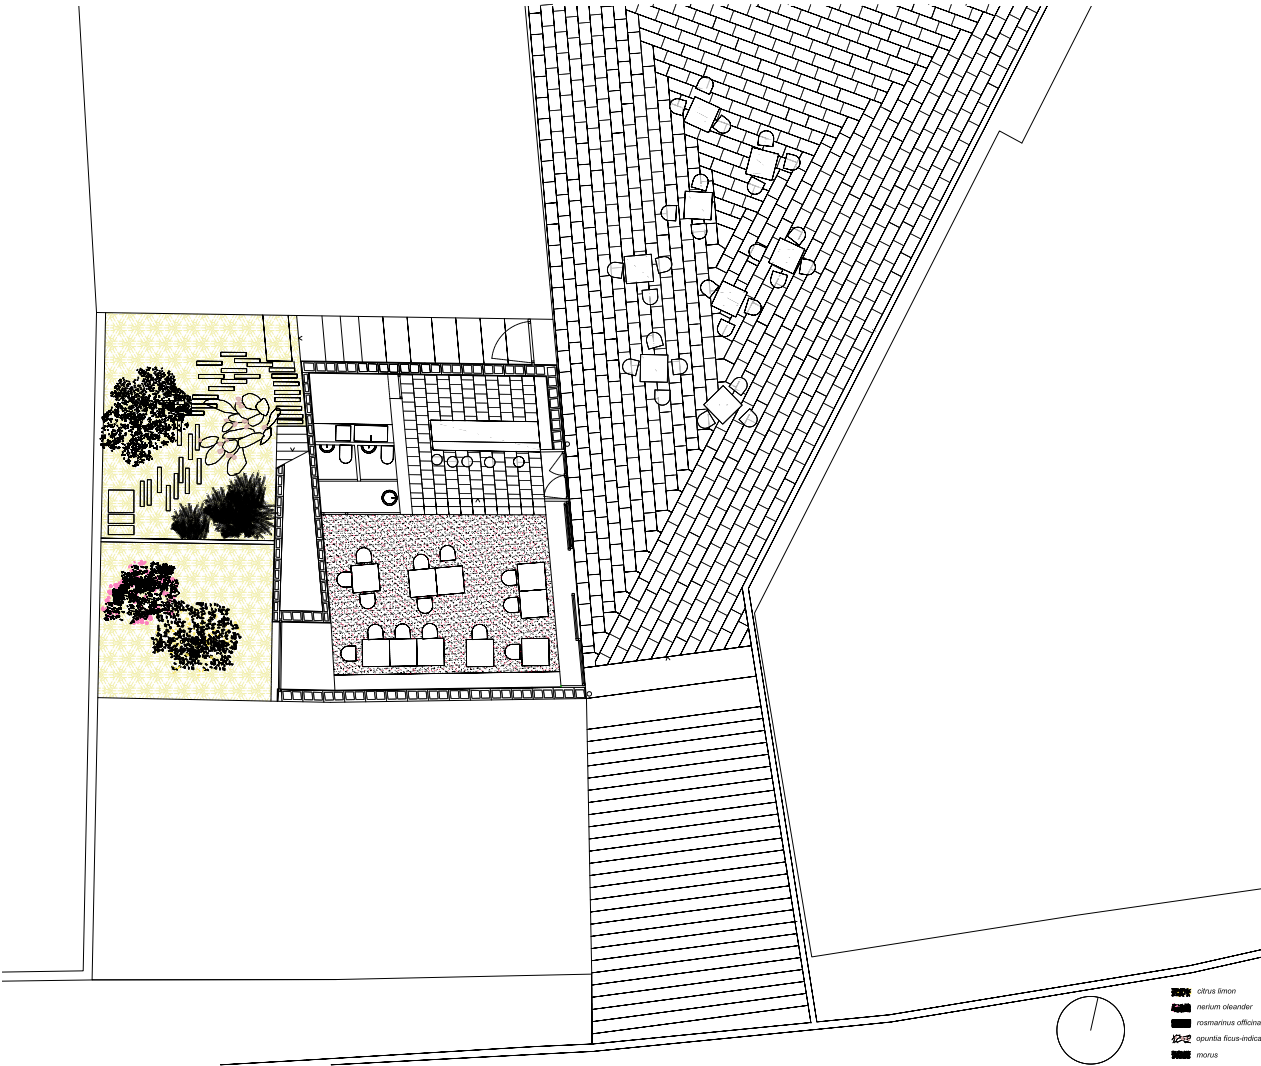 citrus limon
nerium oleander
rosmarinus officina
opuntia ficus-indica
morus